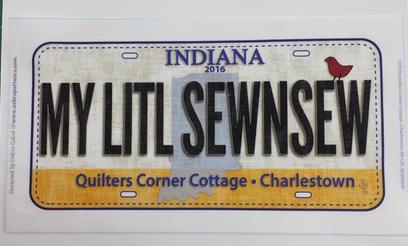 INDIANA
2016
MY LITL SEWNSEW
Quilters Corner Cottage • Charlestown